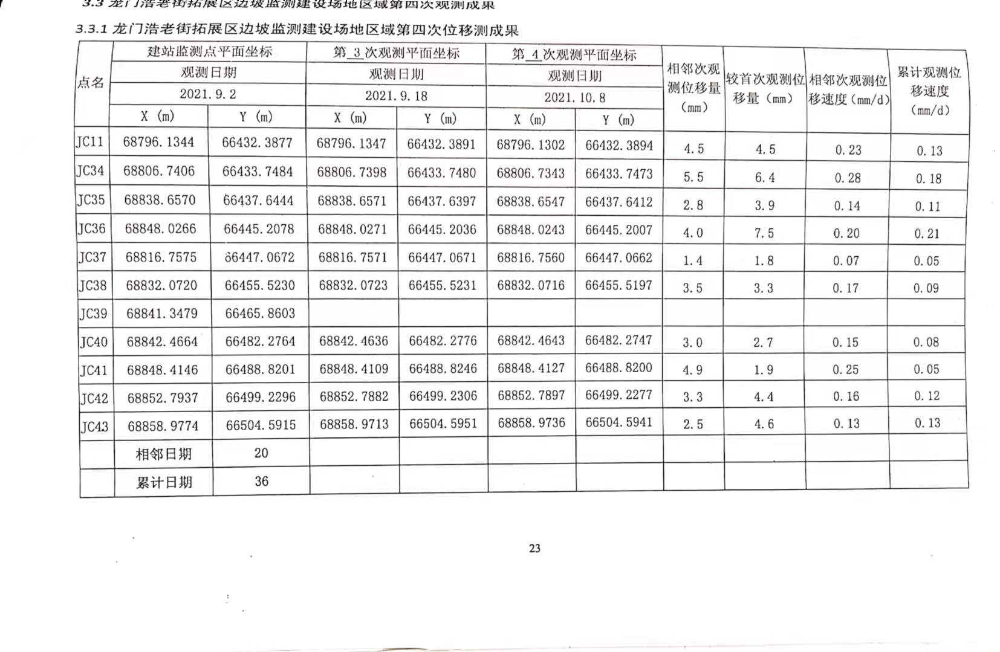 3.3 龙门浩老街拓展区边坡监测建设场地区域第四次观测成果
3.3.1 龙门浩老街拓展区边坡监测建设场地区域第四次位移测成果
点名 建站监测点平面坐标 第 3 次观测平面坐标 第 4 次观测平面坐标 相邻次观测位移量（mm） 较首次观测位移量（mm） 相邻次观测位移速度（mm/d） 累计观测位移速度（mm/d）
观测日期 观测日期 观测日期
2021.9.2 2021.9.18 2021.10.8
X (m) Y (m) X (m) Y (m) X (m) Y (m)
JC11 68796.1344 66432.3877 68796.1347 66432.3891 68796.1302 66432.3894 4.5 4.5 0.23 0.13
JC34 68806.7406 66433.7484 68806.7398 66433.7480 68806.7343 66433.7473 5.5 6.4 0.28 0.18
JC35 68838.6570 66437.6444 68838.6571 66437.6397 68838.6547 66437.6412 2.8 3.9 0.14 0.11
JC36 68848.0266 66445.2078 68848.0271 66445.2036 68848.0243 66445.2007 4.0 7.5 0.20 0.21
JC37 68816.7575 66447.0672 68816.7571 66447.0671 68816.7560 66447.0662 1.4 1.8 0.07 0.05
JC38 68832.0720 66455.5230 68832.0723 66455.5231 68832.0716 66455.5197 3.5 3.3 0.17 0.09
JC39 68841.3479 66465.8603
JC40 68842.4664 66482.2764 68842.4636 66482.2776 68842.4643 66482.2747 3.0 2.7 0.15 0.08
JC41 68848.4146 66488.8201 68848.4109 66488.8246 68848.4127 66488.8200 4.9 1.9 0.25 0.05
JC42 68852.7937 66499.2296 68852.7882 66499.2306 68852.7897 66499.2277 3.3 4.4 0.16 0.12
JC43 68858.9774 66504.5915 68858.9713 66504.5951 68858.9736 66504.5941 2.5 4.6 0.13 0.13
相邻日期 20
累计日期 36
23